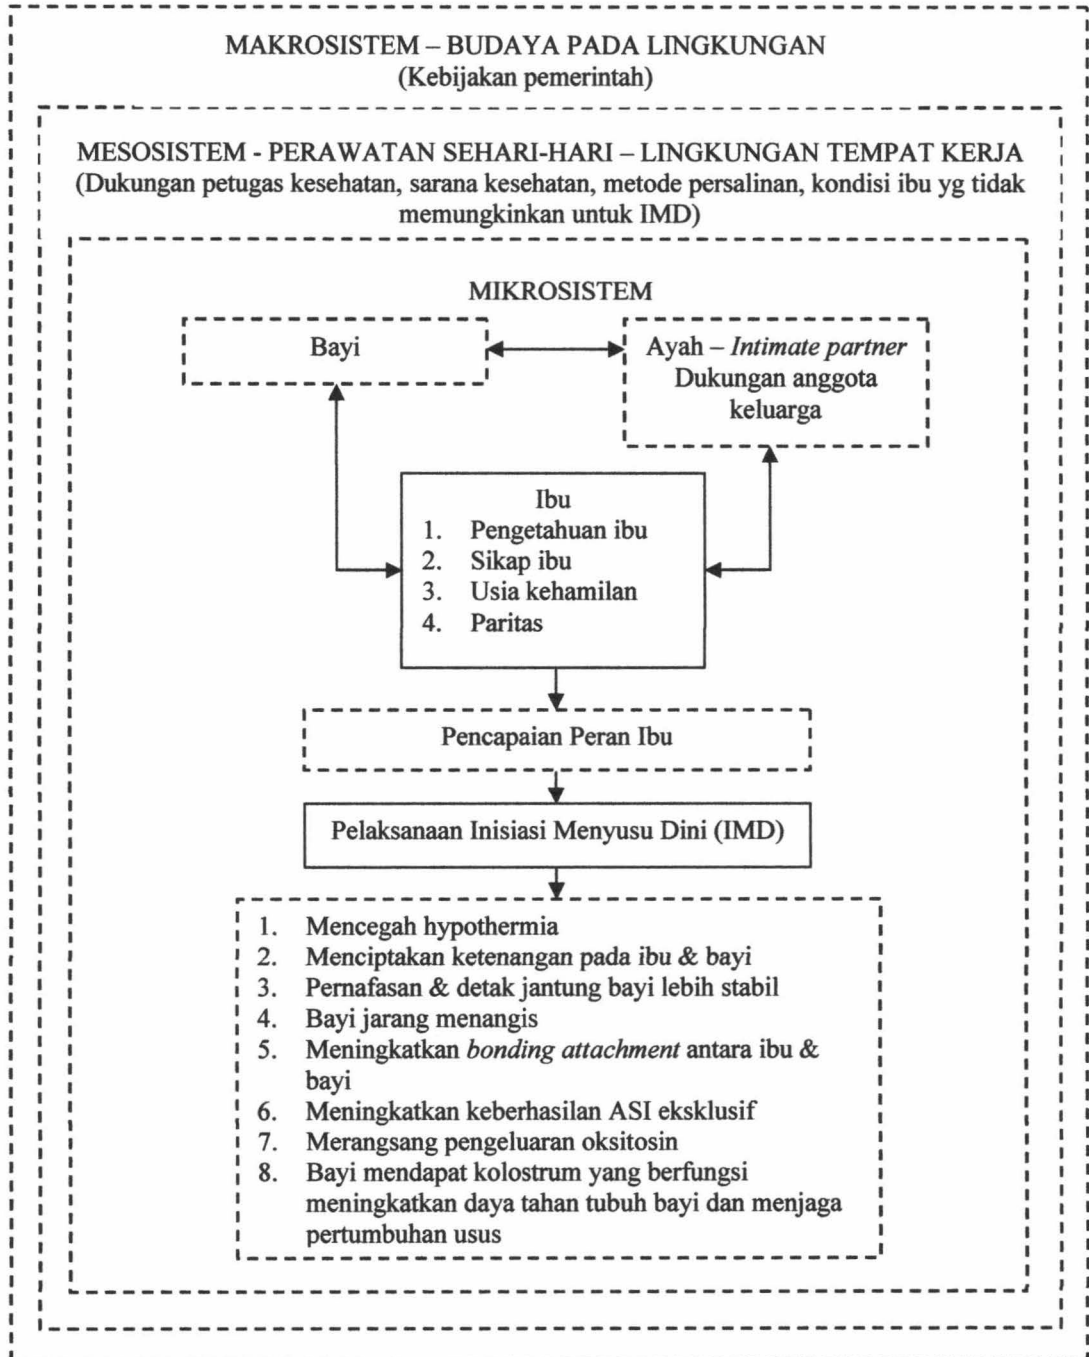 MAKROSISTEM – BUDAYA PADA LINGKUNGAN
(Kebijakan pemerintah)
MESOSISTEM - PERAWATAN SEHARI-HARI – LINGKUNGAN TEMPAT KERJA
(Dukungan petugas kesehatan, sarana kesehatan, metode persalinan, kondisi ibu yg tidak
memungkinkan untuk IMD)
MIKROSISTEM
Bayi
Ayah – Intimate partner
Dukungan anggota
keluarga
Ibu
1. Pengetahuan ibu
2. Sikap ibu
3. Usia kehamilan
4. Paritas
Pencapaian Peran Ibu
Pelaksanaan Inisiasi Menyusu Dini (IMD)
1. Mencegah hypothermia
2. Menciptakan ketenangan pada ibu & bayi
3. Pernafasan & detak jantung bayi lebih stabil
4. Bayi jarang menangis
5. Meningkatkan bonding attachment antara ibu &
bayi
6. Meningkatkan keberhasilan ASI eksklusif
7. Merangsang pengeluaran oksitosin
8. Bayi mendapat kolostrum yang berfungsi
meningkatkan daya tahan tubuh bayi dan menjaga
pertumbuhan usus